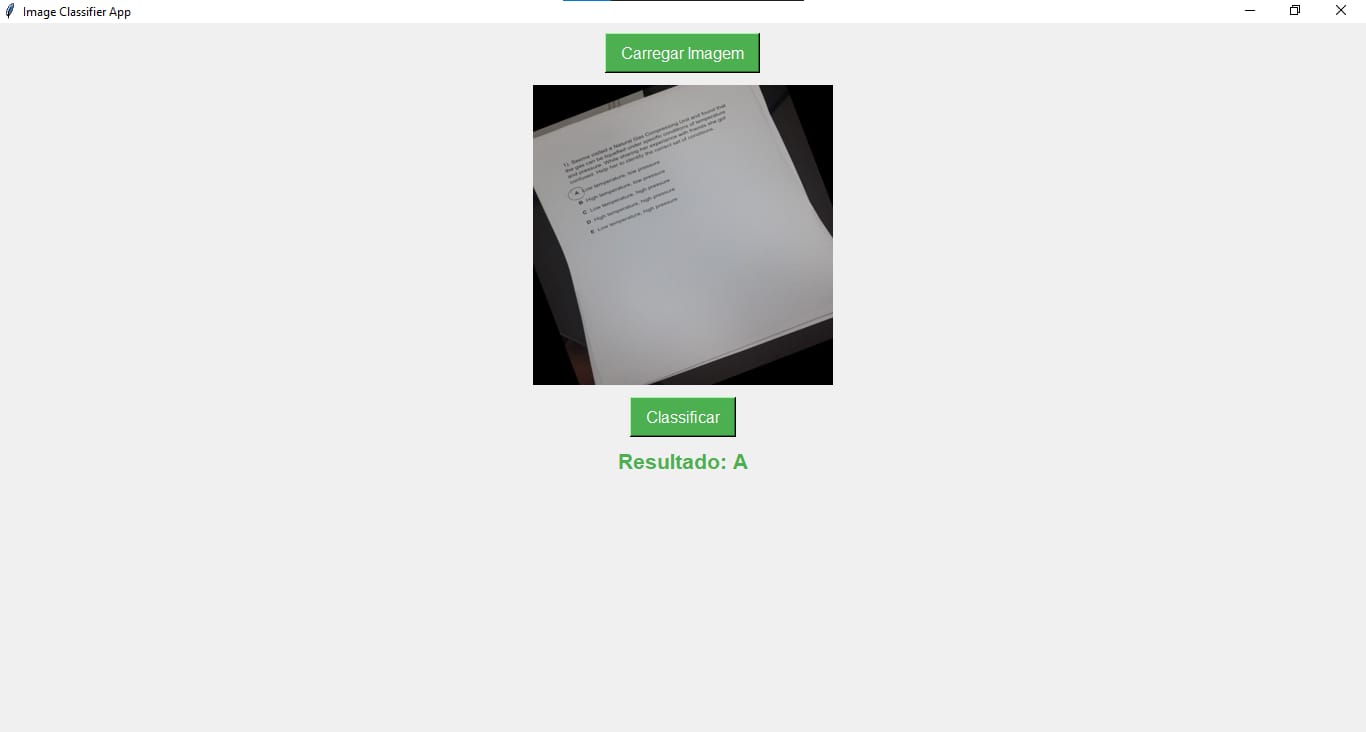 Image Classifier App
Carregar Imagem
1). Seema visited a Natural Gas Compressing Unit and found that
the gas can be liquefied under specific conditions of temperature
and pressure. While sharing her experience with friends she got
confused. Help her to identify the correct set of conditions.
A Low temperature, low pressure
B High temperature, low pressure
C Low temperature, high pressure
D High temperature, high pressure
E Low temperature, high pressure
Classificar
Resultado: A